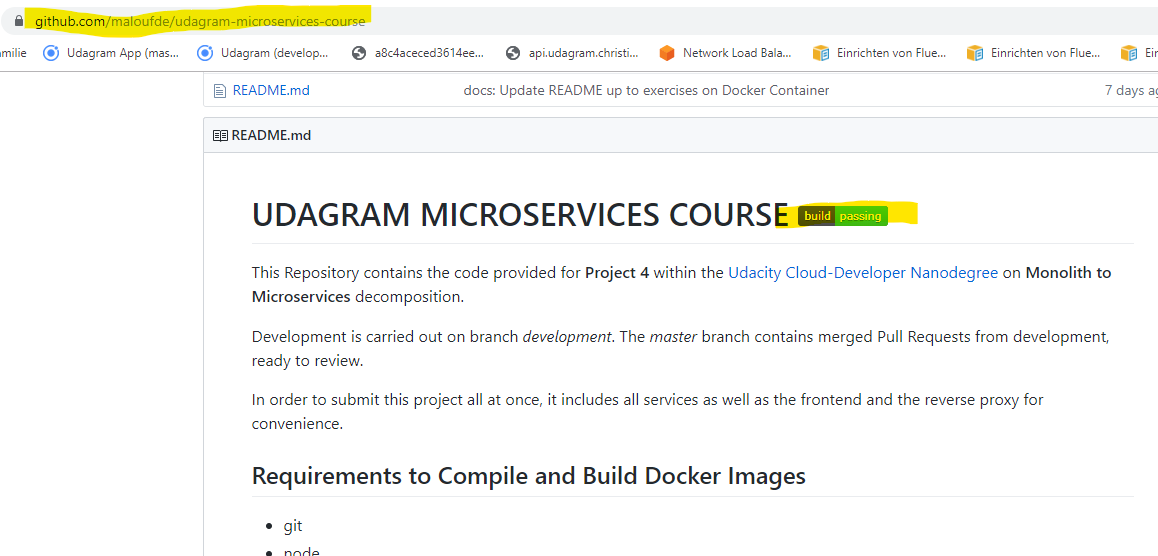 github.com/maloufde/udagram-microservices-course
Udagram App (mas... Udagram (develop... a8c4aceced3614ee... api.udagram.christi... Network Load Bala... Einrichten von Flue... Einrichten von Flue...
README.md docs: Update README up to exercises on Docker Container 7 days ag
README.md
UDAGRAM MICROSERVICES COURSE build passing
This Repository contains the code provided for Project 4 within the Udacity Cloud-Developer Nanodegree on Monolith to
Microservices decomposition.
Development is carried out on branch development. The master branch contains merged Pull Requests from development,
ready to review.
In order to submit this project all at once, it includes all services as well as the frontend and the reverse proxy for
convenience.
Requirements to Compile and Build Docker Images
git
node